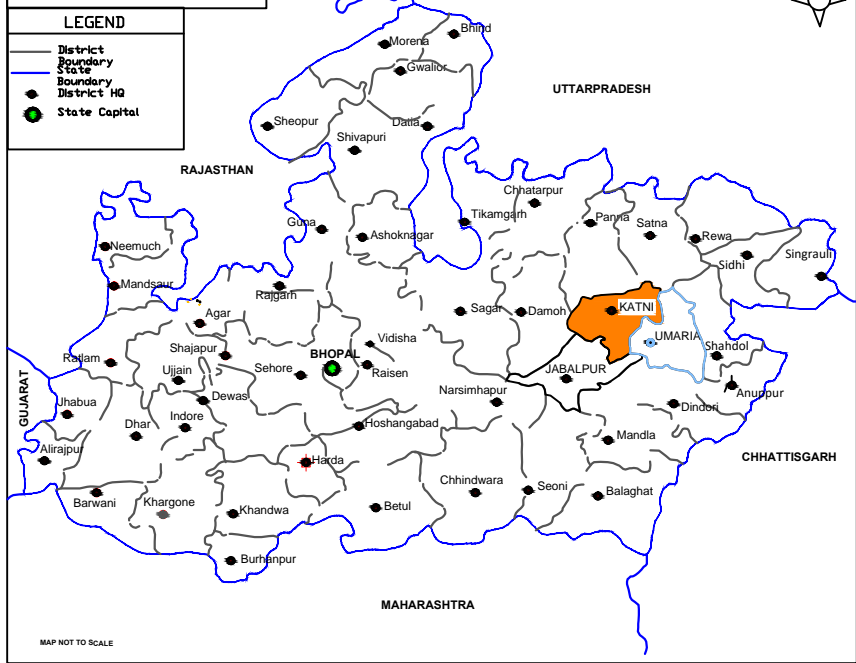 LEGEND
District
Boundary
State
Boundary
District HQ
State Capital
Bhind
Morena
Gwalior
UTTARPRADESH
Sheopur
Datia
Shivapuri
RAJASTHAN
Chhatarpur
Tikamgarh
Panna
Satna
Guna
Ashoknagar
Rewa
Neemuch
Sidhi
Singrauli
Mandsaur
Rajgarh
Agar
Sagar
Damoh
KATNI
Vidisha
UMARIA
Shajapur
BHOPAL
Shahdol
Ratlam
Ujjain
Sehore
Raisen
JABALPUR
GUJARAT
Jhabua
Dewas
Narsimhapur
Anuppur
Dindori
Indore
Dhar
Hoshangabad
Mandla
Alirajpur
Harda
CHHATTISGARH
Chhindwara
Seoni
Balaghat
Barwani
Khargone
Khandwa
Betul
Burhanpur
MAHARASHTRA
MAP NOT TO SCALE